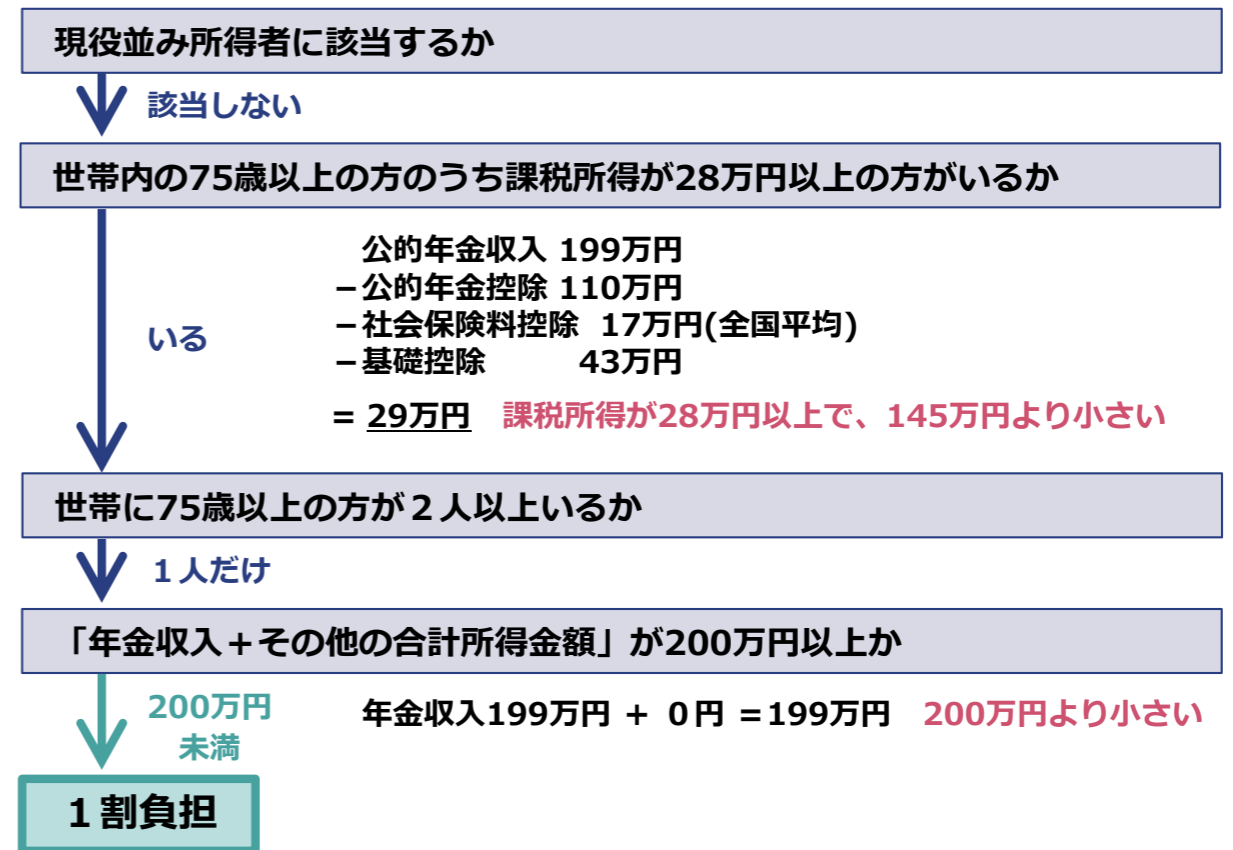 現役並み所得者に該当するか
該当しない
世帯内の75歳以上の方のうち課税所得が28万円以上の方がいるか
いる
公的年金収入 199万円
－公的年金控除 110万円
－社会保険料控除 17万円(全国平均)
－基礎控除 43万円
= 29万円 課税所得が28万円以上で、145万円より小さい
世帯に75歳以上の方が２人以上いるか
１人だけ
「年金収入＋その他の合計所得金額」が200万円以上か
200万円
未満
年金収入199万円 ＋ ０円 ＝199万円 200万円より小さい
１割負担